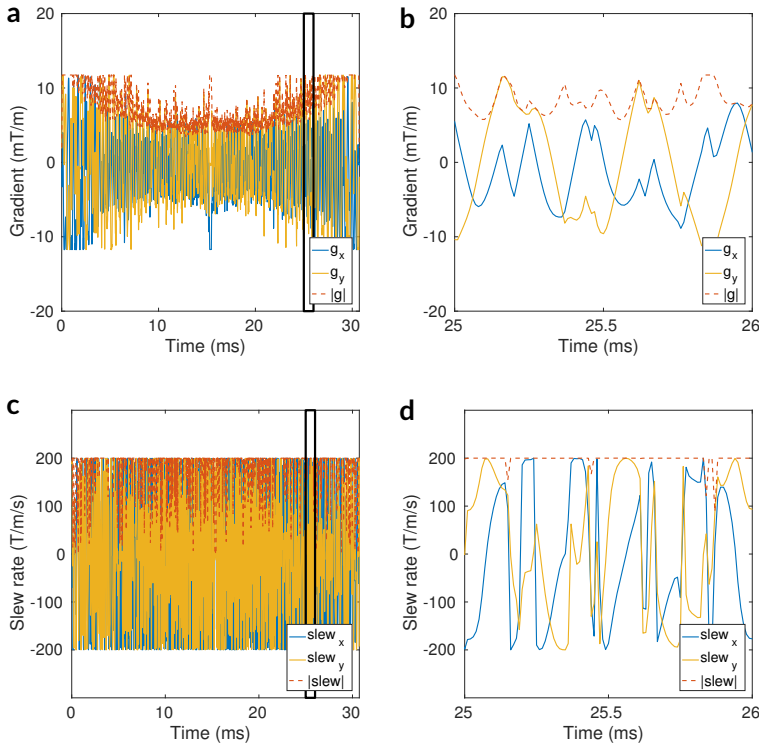 a
20
10
0
-10
-20
Gradient (mT/m)
0
10
20
30
Time (ms)
g x
g y
|g|
b
20
10
0
-10
-20
Gradient (mT/m)
25
25.5
26
Time (ms)
g x
g y
|g|
c
200
100
0
-100
-200
Slew rate (T/m/s)
0
10
20
30
Time (ms)
slew x
slew y
|slew|
d
200
100
0
-100
-200
Slew rate (T/m/s)
25
25.5
26
Time (ms)
slew x
slew y
|slew|